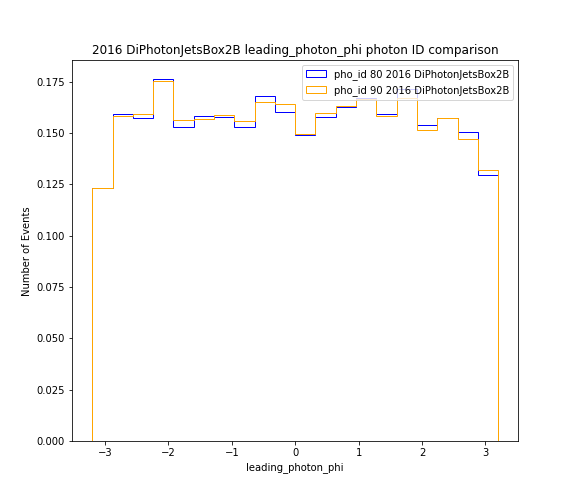 2016 DiPhotonJetsBox2B leading_photon_phi photon ID comparison
pho_id 80 2016 DiPhotonJetsBox2B
pho_id 90 2016 DiPhotonJetsBox2B
Number of Events
0.175
0.150
0.125
0.100
0.075
0.050
0.025
0.000
−3 −2 −1 0 1 2 3
leading_photon_phi